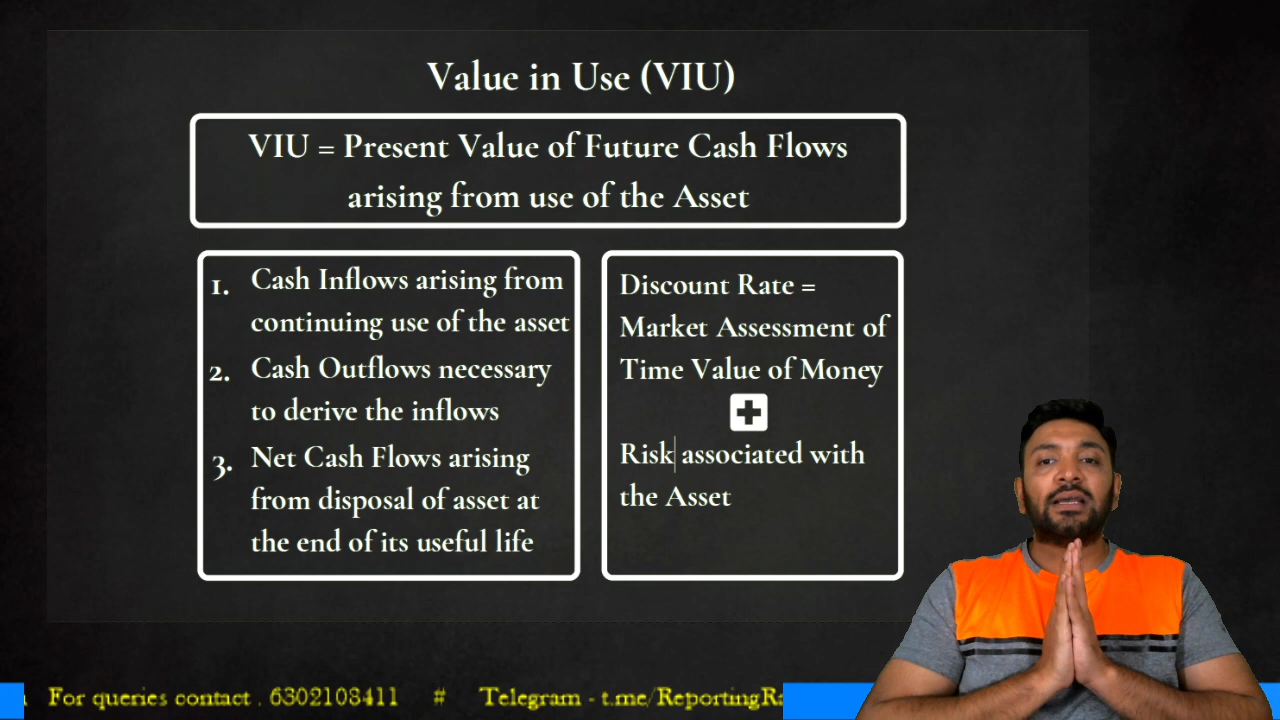 Value in Use (VIU)
VIU = Present Value of Future Cash Flows
arising from use of the Asset
1. Cash Inflows arising from
continuing use of the asset
2. Cash Outflows necessary
to derive the inflows
3. Net Cash Flows arising
from disposal of asset at
the end of its useful life
Discount Rate =
Market Assessment of
Time Value of Money
Risk associated with
the Asset
For queries contact . 6302108411 # Telegram - t.me/ReportingRa